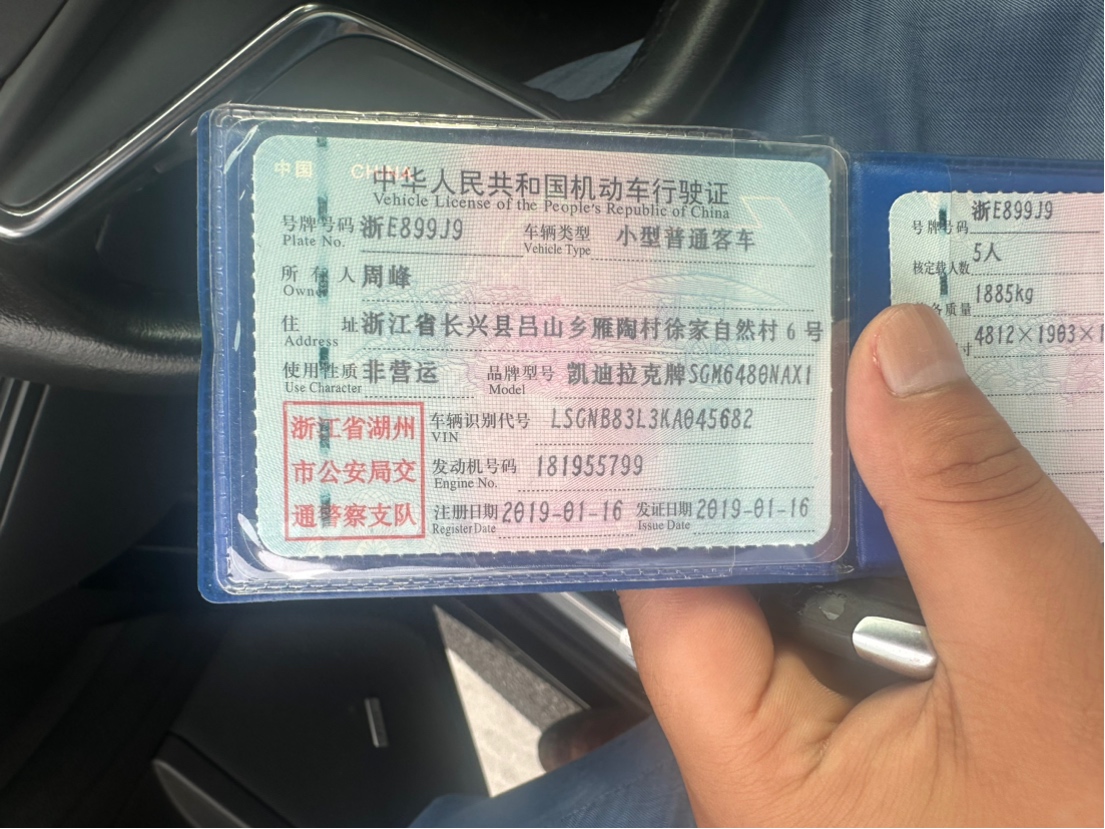 中国 CHINA
中华人民共和国机动车行驶证
Vehicle License of the People's Republic of China
号牌号码 浙E899J9 车辆类型 小型普通客车
Plate No. Vehicle Type
所有人 周峰
Owner
住址 浙江省长兴县吕山乡雁陶村徐家自然村6号
Address
使用性质 非营运 品牌型号 凯迪拉克牌SGM6480NAX1
Use Character Model
浙江省湖州
市公安局交
通警察支队
车辆识别代号 LSGNB83L3KA045682
VIN
发动机号码 181955799
Engine No.
注册日期 2019-01-16 发证日期 2019-01-16
Register Date Issue Date
号牌号码 浙E899J9
核定载人数 5人
质量 1885kg
寸 4812×1903×1